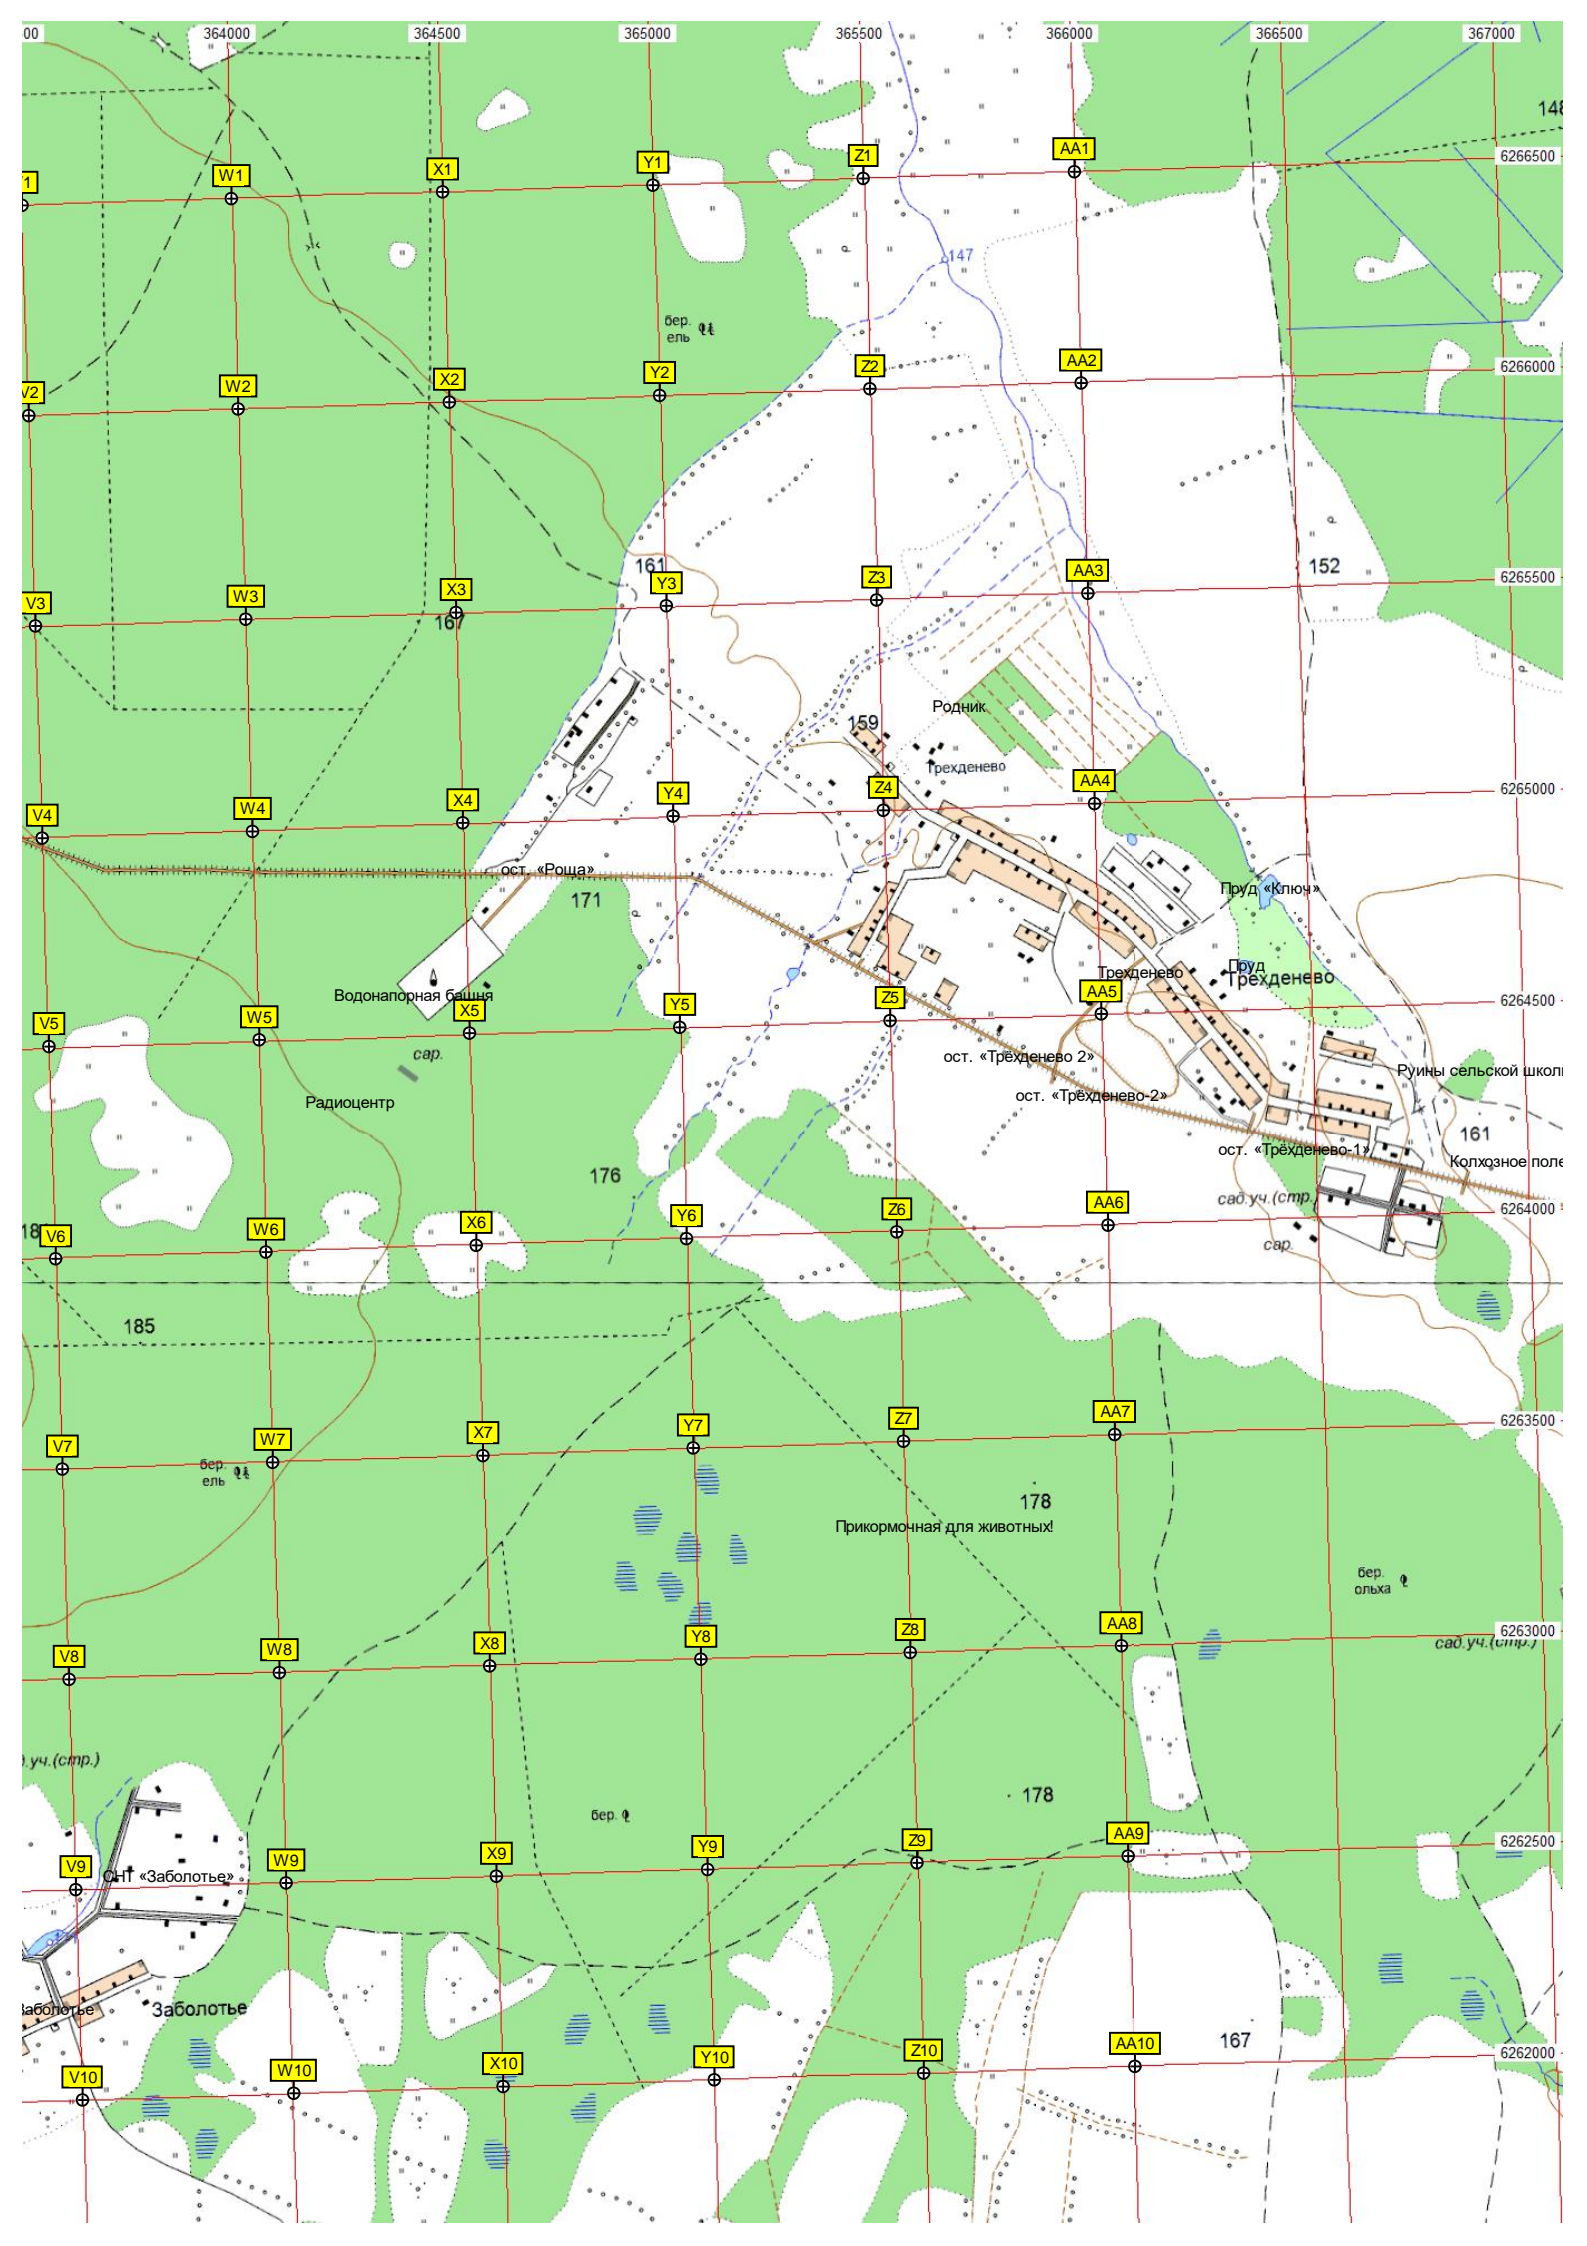 364000 364500 365000 365500 366000 366500 367000
Y1 Z1 AA1
W1 X1
6266500
147
бер.
ель
V2 W2 X2 Y2 Z2 AA2
6266000
161
152
V3 W3 X3 Y3 Z3 AA3
6265500
167
Родник
159
Трехденево
V4 W4 X4 Y4 Z4 AA4
6265000
ост. «Роща»
171
Пруд «Ключ»
Трехденево
Пруд
Трёхденево
Водонапорная башня
V5 W5 X5 Y5 Z5 AA5
6264500
сар.
ост. «Трёхденево 2»
Руины сельской школ
Радиоцентр
ост. «Трёхденево-2»
161
ост. «Трёхденево-1»
Колхозное поле
176
сад.уч.(стр.)
V6 W6 X6 Y6 Z6 AA6
6264000
сар.
185
V7 W7 X7 Y7 Z7 AA7
6263500
бер.
ель
178
Прикормочная для животных!
бер.
ольха
V8 W8 X8 Y8 Z8 AA8
6263000
сад.уч.(стр.)
.уч.(стр.)
178
бер.
V9 W9 X9 Y9 Z9 AA9
6262500
СНТ «Заболотье»
Заболотье
Заболотье
167
V10 W10 X10 Y10 Z10 AA10
6262000